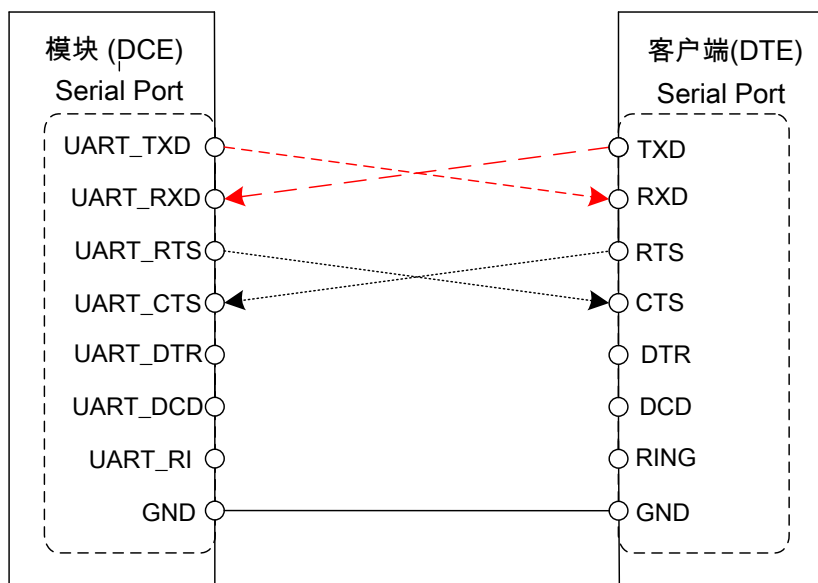 模块 (DCE)
Serial Port
UART_TXD
UART_RXD
UART_RTS
UART_CTS
UART_DTR
UART_DCD
UART_RI
GND
客户端(DTE)
Serial Port
TXD
RXD
RTS
CTS
DTR
DCD
RING
GND